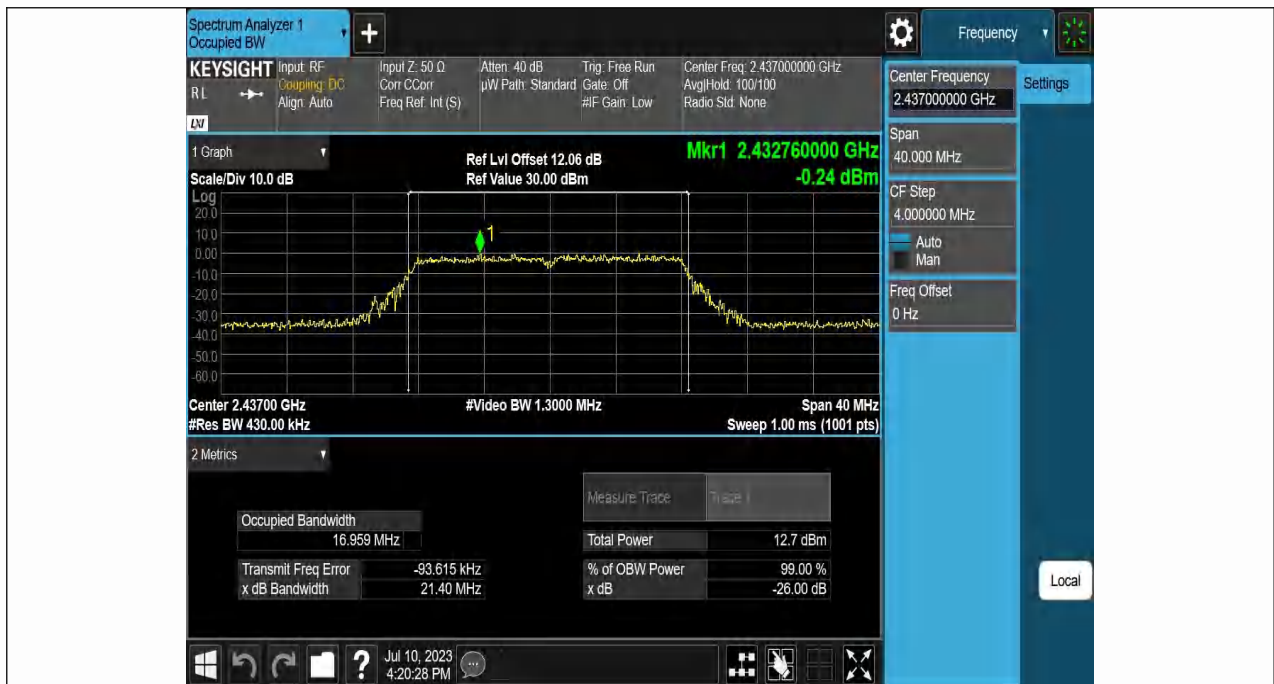 Spectrum Analyzer 1
Occupied BW
+
Frequency
KEYSIGHT Input: RF Input Z: 50 Ω Atten: 40 dB Trig: Free Run Center Freq: 2.437000000 GHz
RL Coupling: DC Corr CCorr µW Path: Standard Gate: Off Avg|Hold: 100/100
Align: Auto Freq Ref: Int (S) #IF Gain: Low Radio Std: None
LXI
Center Frequency
2.437000000 GHz
Settings
Span
40.000 MHz
CF Step
4.000000 MHz
Auto
Man
Freq Offset
0 Hz
Local
1 Graph
Ref Lvl Offset 12.06 dB
Mkr1 2.432760000 GHz
Scale/Div 10.0 dB
Ref Value 30.00 dBm
-0.24 dBm
Log
20.0
10.0
0.00
-10.0
-20.0
-30.0
-40.0
-50.0
-60.0
1
Center 2.43700 GHz #Video BW 1.3000 MHz Span 40 MHz
#Res BW 430.00 kHz Sweep 1.00 ms (1001 pts)
2 Metrics
Measure Trace Trace 1
Occupied Bandwidth
16.959 MHz
Total Power 12.7 dBm
Transmit Freq Error -93.615 kHz % of OBW Power 99.00 %
x dB Bandwidth 21.40 MHz x dB -26.00 dB
?
Jul 10, 2023
4:20:28 PM